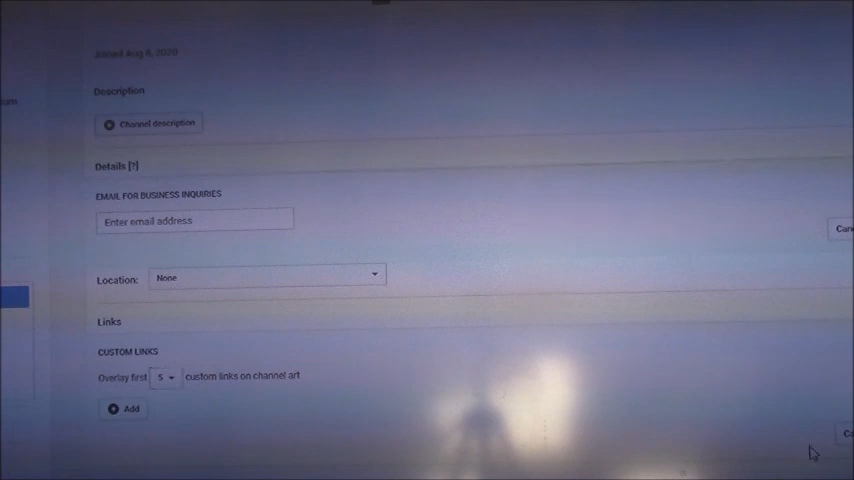 Joined Aug 6, 2020
Description
Channel description
Details [?]
EMAIL FOR BUSINESS INQUIRIES
Enter email address
Location: None
Links
CUSTOM LINKS
Overlay first 5 custom links on channel art
Add